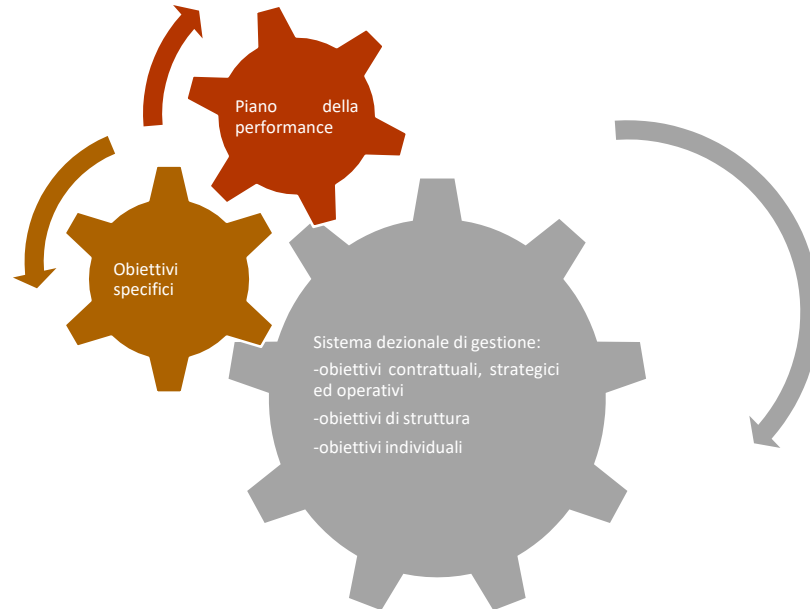 Piano della
performance
Obiettivi
specifici
Sistema dezionale di gestione:
-obiettivi contrattuali, strategici
ed operativi
-obiettivi di struttura
-obiettivi individuali